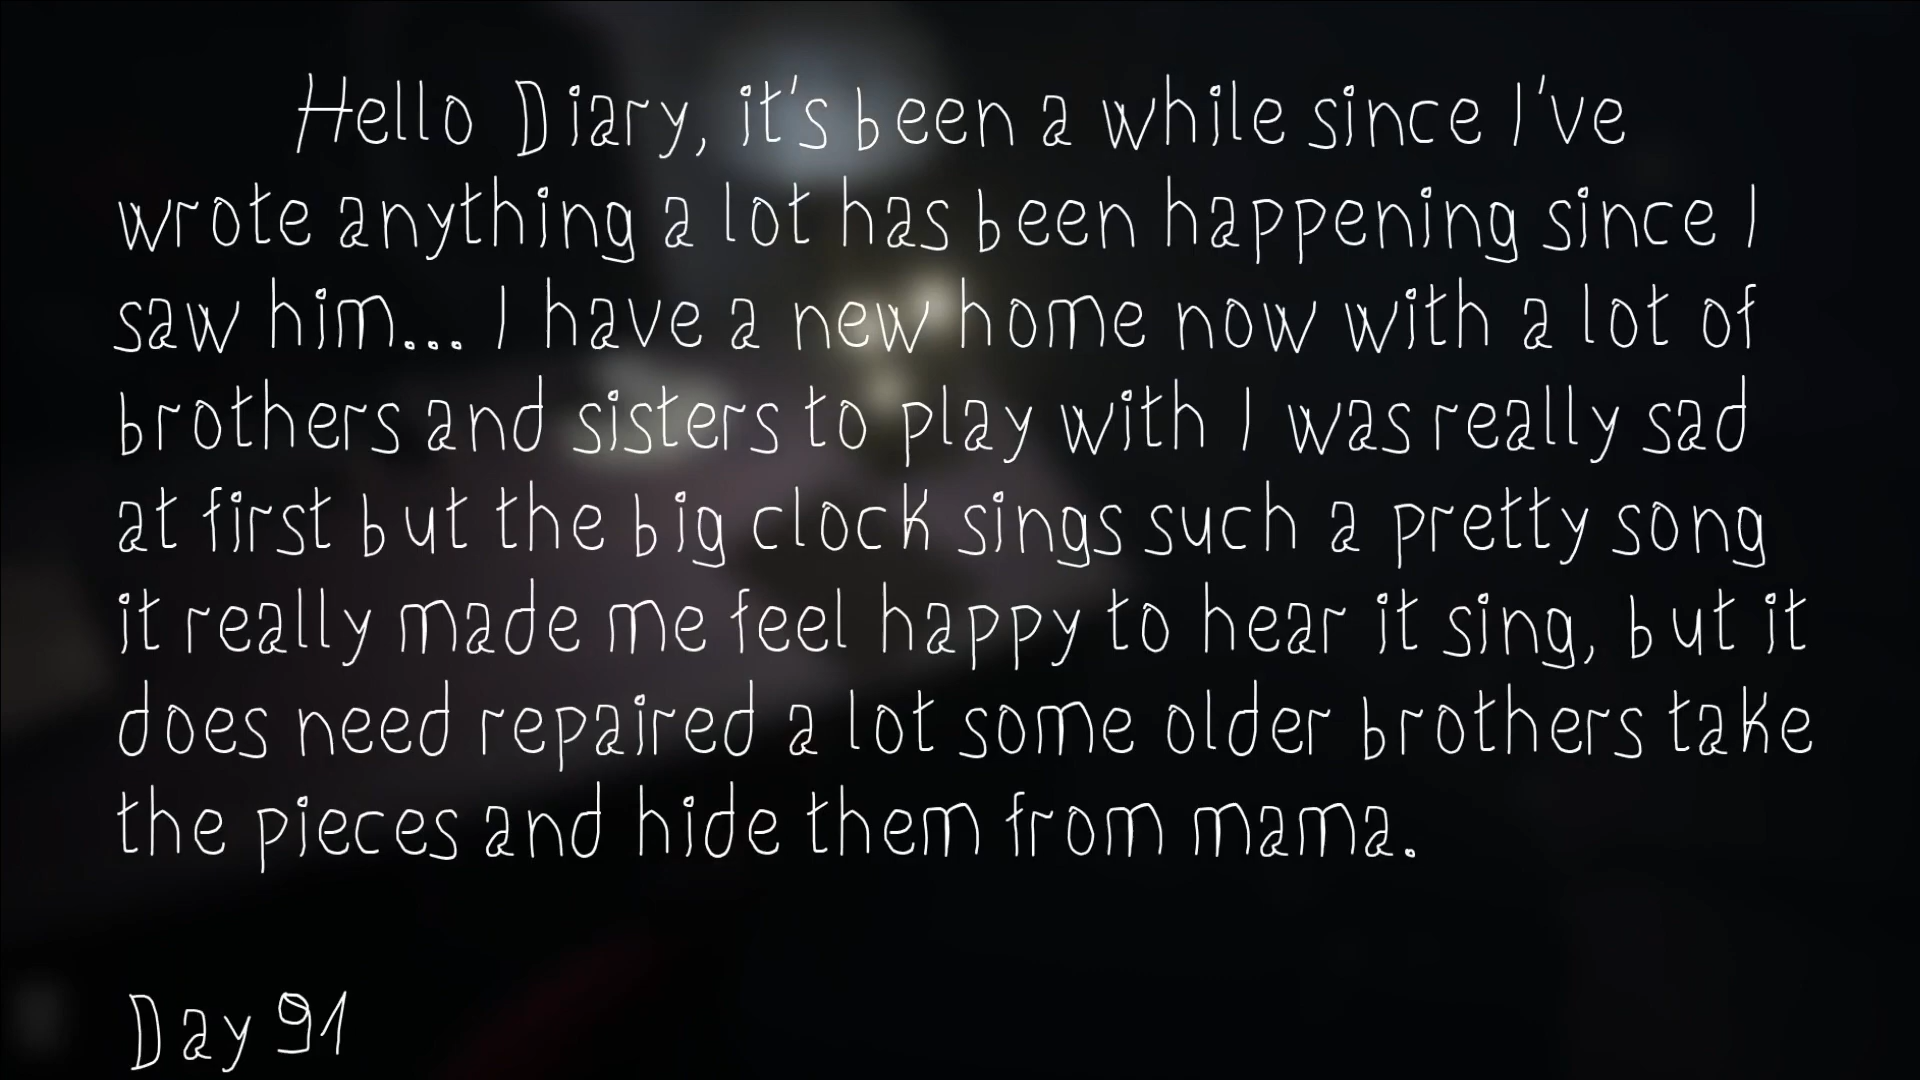 Hello Diary, it's been a while since I've
wrote anything a lot has been happening since I
saw him... I have a new home now with a lot of
brothers and sisters to play with I was really sad
at first but the big clock sings such a pretty song
it really made me feel happy to hear it sing, but it
does need repaired a lot some older brothers take
the pieces and hide them from mama.
Day 91